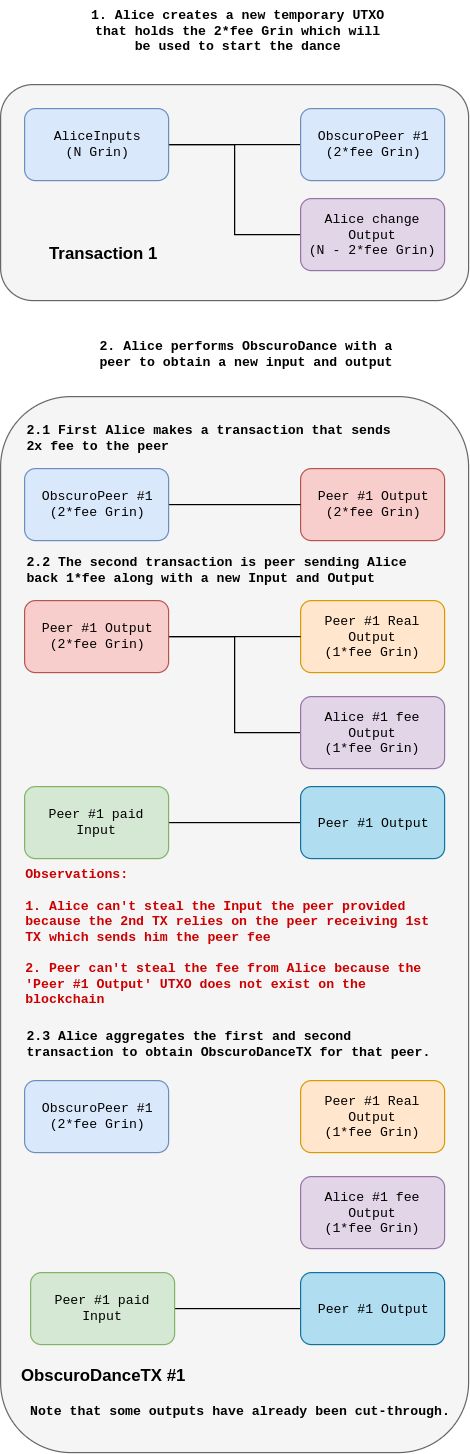 1. Alice creates a new temporary UTXO
that holds the 2*fee Grin which will
be used to start the dance
AliceInputs
(N Grin)
ObscuroPeer #1
(2*fee Grin)
Alice change
Output
(N - 2*fee Grin)
Transaction 1
2. Alice performs ObscuroDance with a
peer to obtain a new input and output
2.1 First Alice makes a transaction that sends
2x fee to the peer
ObscuroPeer #1
(2*fee Grin)
Peer #1 Output
(2*fee Grin)
2.2 The second transaction is peer sending Alice
back 1*fee along with a new Input and Output
Peer #1 Output
(2*fee Grin)
Peer #1 Real
Output
(1*fee Grin)
Alice #1 fee
Output
(1*fee Grin)
Peer #1 paid
Input
Peer #1 Output
Observations:
1. Alice can't steal the Input the peer provided
because the 2nd TX relies on the peer receiving 1st
TX which sends him the peer fee
2. Peer can't steal the fee from Alice because the
'Peer #1 Output' UTXO does not exist on the
blockchain
2.3 Alice aggregates the first and second
transaction to obtain ObscuroDanceTX for that peer.
ObscuroPeer #1
(2*fee Grin)
Peer #1 Real
Output
(1*fee Grin)
Alice #1 fee
Output
(1*fee Grin)
Peer #1 paid
Input
Peer #1 Output
ObscuroDanceTX #1
Note that some outputs have already been cut-through.